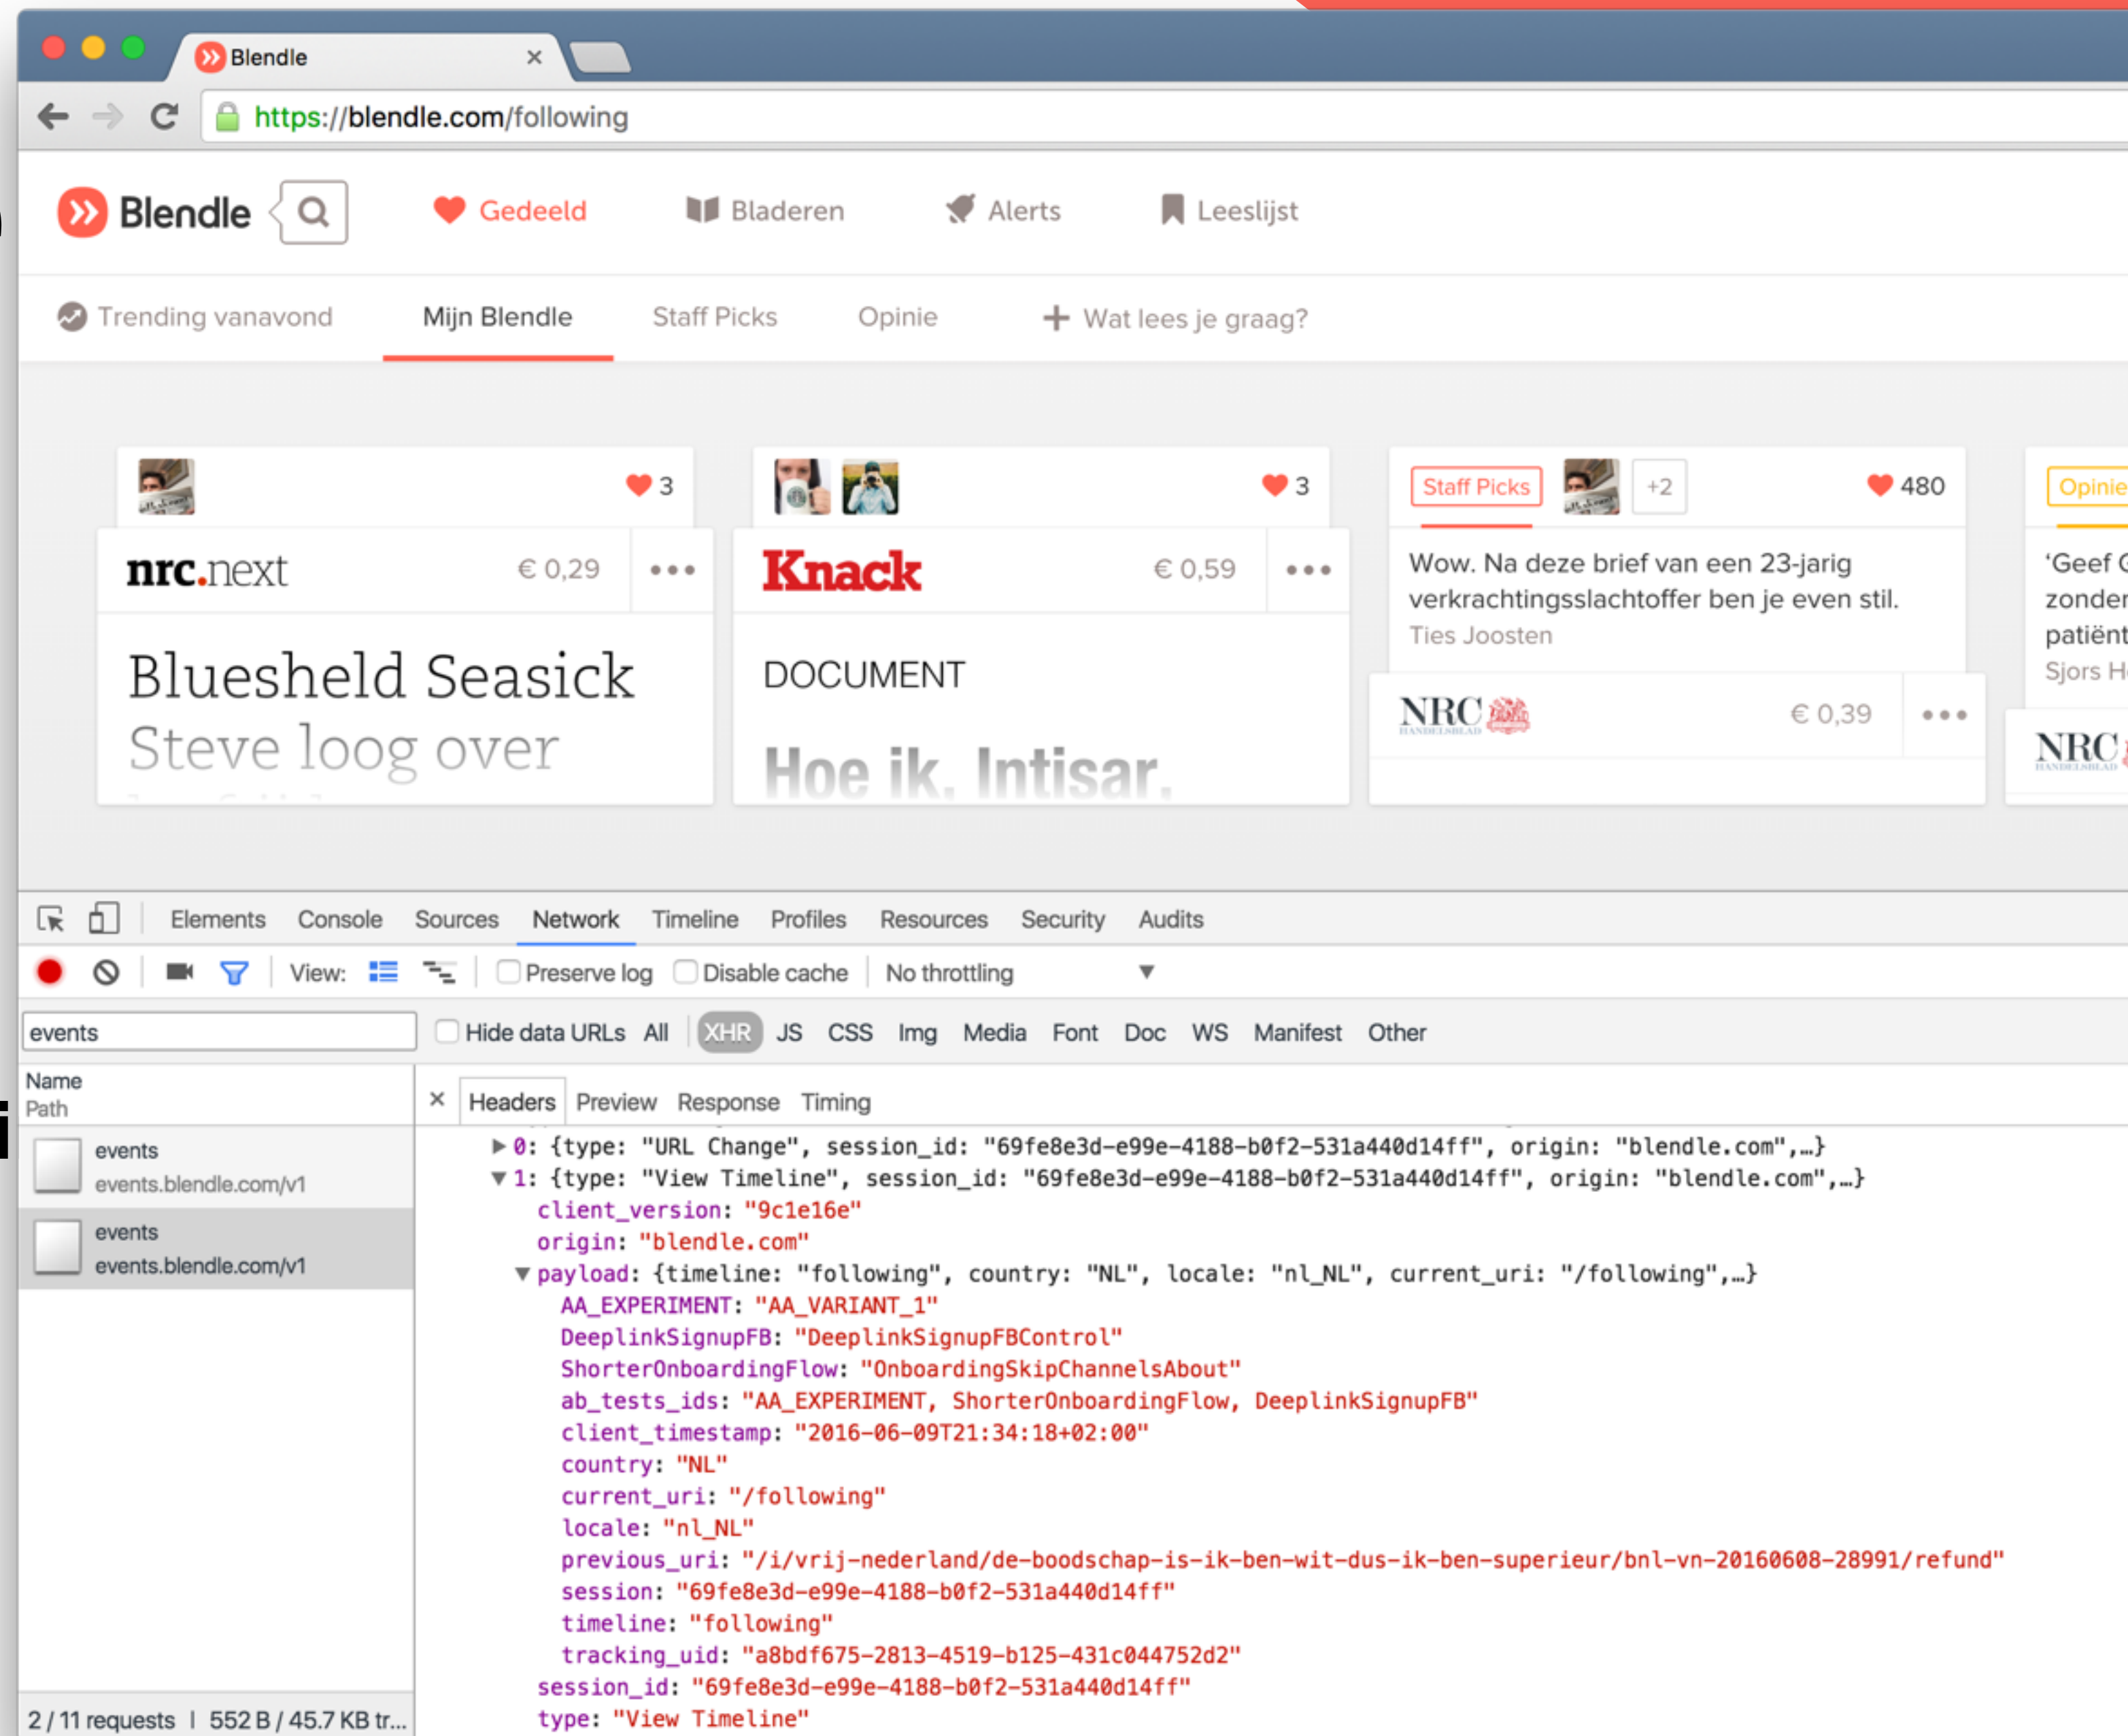 Blendle
https://blendle.com/following
Blendle
Gedeeld
Bladeren
Alerts
Leeslijst
Trending vanavond
Mijn Blendle
Staff Picks
Opinie
Wat lees je graag?
3
nrc.next
€ 0,29
Bluesheld Seasick
Steve loog over
3
Knack
€ 0,59
DOCUMENT
Hoe ik, Intisar,
Staff Picks
+2
480
Wow. Na deze brief van een 23-jarig
verkrachtingsslachtoffer ben je even stil.
Ties Joosten
NRC
HANDELSBLAD
€ 0,39
Opinie
‘Geef
zonder
patiënt
Sjors
NRC
HANDELSBLAD
Elements Console Sources Network Timeline Profiles Resources Security Audits
View: Preserve log Disable cache No throttling
events
Hide data URLs All XHR JS CSS Img Media Font Doc WS Manifest Other
Name
Path
events
events.blendle.com/v1
events
events.blendle.com/v1
2 / 11 requests | 552 B / 45.7 KB tr...
× Headers Preview Response Timing
▶0: {type: "URL Change", session_id: "69fe8e3d-e99e-4188-b0f2-531a440d14ff", origin: "blendle.com",…}
▼1: {type: "View Timeline", session_id: "69fe8e3d-e99e-4188-b0f2-531a440d14ff", origin: "blendle.com",…}
client_version: "9c1e16e"
origin: "blendle.com"
▼payload: {timeline: "following", country: "NL", locale: "nl_NL", current_uri: "/following",…}
AA_EXPERIMENT: "AA_VARIANT_1"
DeeplinkSignupFB: "DeeplinkSignupFBControl"
ShorterOnboardingFlow: "OnboardingSkipChannelsAbout"
ab_tests_ids: "AA_EXPERIMENT, ShorterOnboardingFlow, DeeplinkSignupFB"
client_timestamp: "2016-06-09T21:34:18+02:00"
country: "NL"
current_uri: "/following"
locale: "nl_NL"
previous_uri: "/i/vrij-nederland/de-boodschap-is-ik-ben-wit-dus-ik-ben-superieur/bnl-vn-20160608-28991/refund"
session: "69fe8e3d-e99e-4188-b0f2-531a440d14ff"
timeline: "following"
tracking_uid: "a8bdf675-2813-4519-b125-431c044752d2"
session_id: "69fe8e3d-e99e-4188-b0f2-531a440d14ff"
type: "View Timeline"